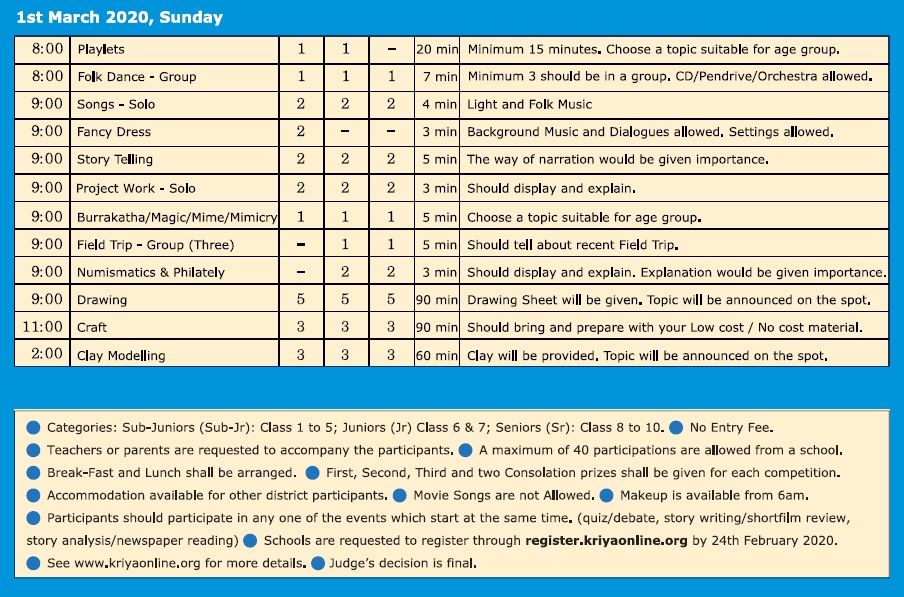 1st March 2020, Sunday
8:00 Playlets 1 1 – 20 min Minimum 15 minutes. Choose a topic suitable for age group.
8:00 Folk Dance - Group 1 1 1 7 min Minimum 3 should be in a group. CD/Pendrive/Orchestra allowed.
9:00 Songs - Solo 2 2 2 4 min Light and Folk Music
9:00 Fancy Dress 2 – – 3 min Background Music and Dialogues allowed. Settings allowed.
9:00 Story Telling 2 2 2 5 min The way of narration would be given importance.
9:00 Project Work - Solo 2 2 2 3 min Should display and explain.
9:00 Burrakatha/Magic/Mime/Mimicry 1 1 1 5 min Choose a topic suitable for age group.
9:00 Field Trip - Group (Three) – 1 1 5 min Should tell about recent Field Trip.
9:00 Numismatics & Philately – 2 2 3 min Should display and explain. Explanation would be given importance.
9:00 Drawing 5 5 5 90 min Drawing Sheet will be given. Topic will be announced on the spot.
11:00 Craft 3 3 3 90 min Should bring and prepare with your Low cost / No cost material.
2:00 Clay Modelling 3 3 3 60 min Clay will be provided. Topic will be announced on the spot.
● Categories: Sub-Juniors (Sub-Jr): Class 1 to 5; Juniors (Jr) Class 6 & 7; Seniors (Sr): Class 8 to 10. ● No Entry Fee.
● Teachers or parents are requested to accompany the participants. ● A maximum of 40 participations are allowed from a school.
● Break-Fast and Lunch shall be arranged. ● First, Second, Third and two Consolation prizes shall be given for each competition.
● Accommodation available for other district participants. ● Movie Songs are not Allowed. ● Makeup is available from 6am.
● Participants should participate in any one of the events which start at the same time. (quiz/debate, story writing/shortfilm review,
story analysis/newspaper reading) ● Schools are requested to register through register.kriyaonline.org by 24th February 2020.
● See www.kriyaonline.org for more details. ● Judge's decision is final.